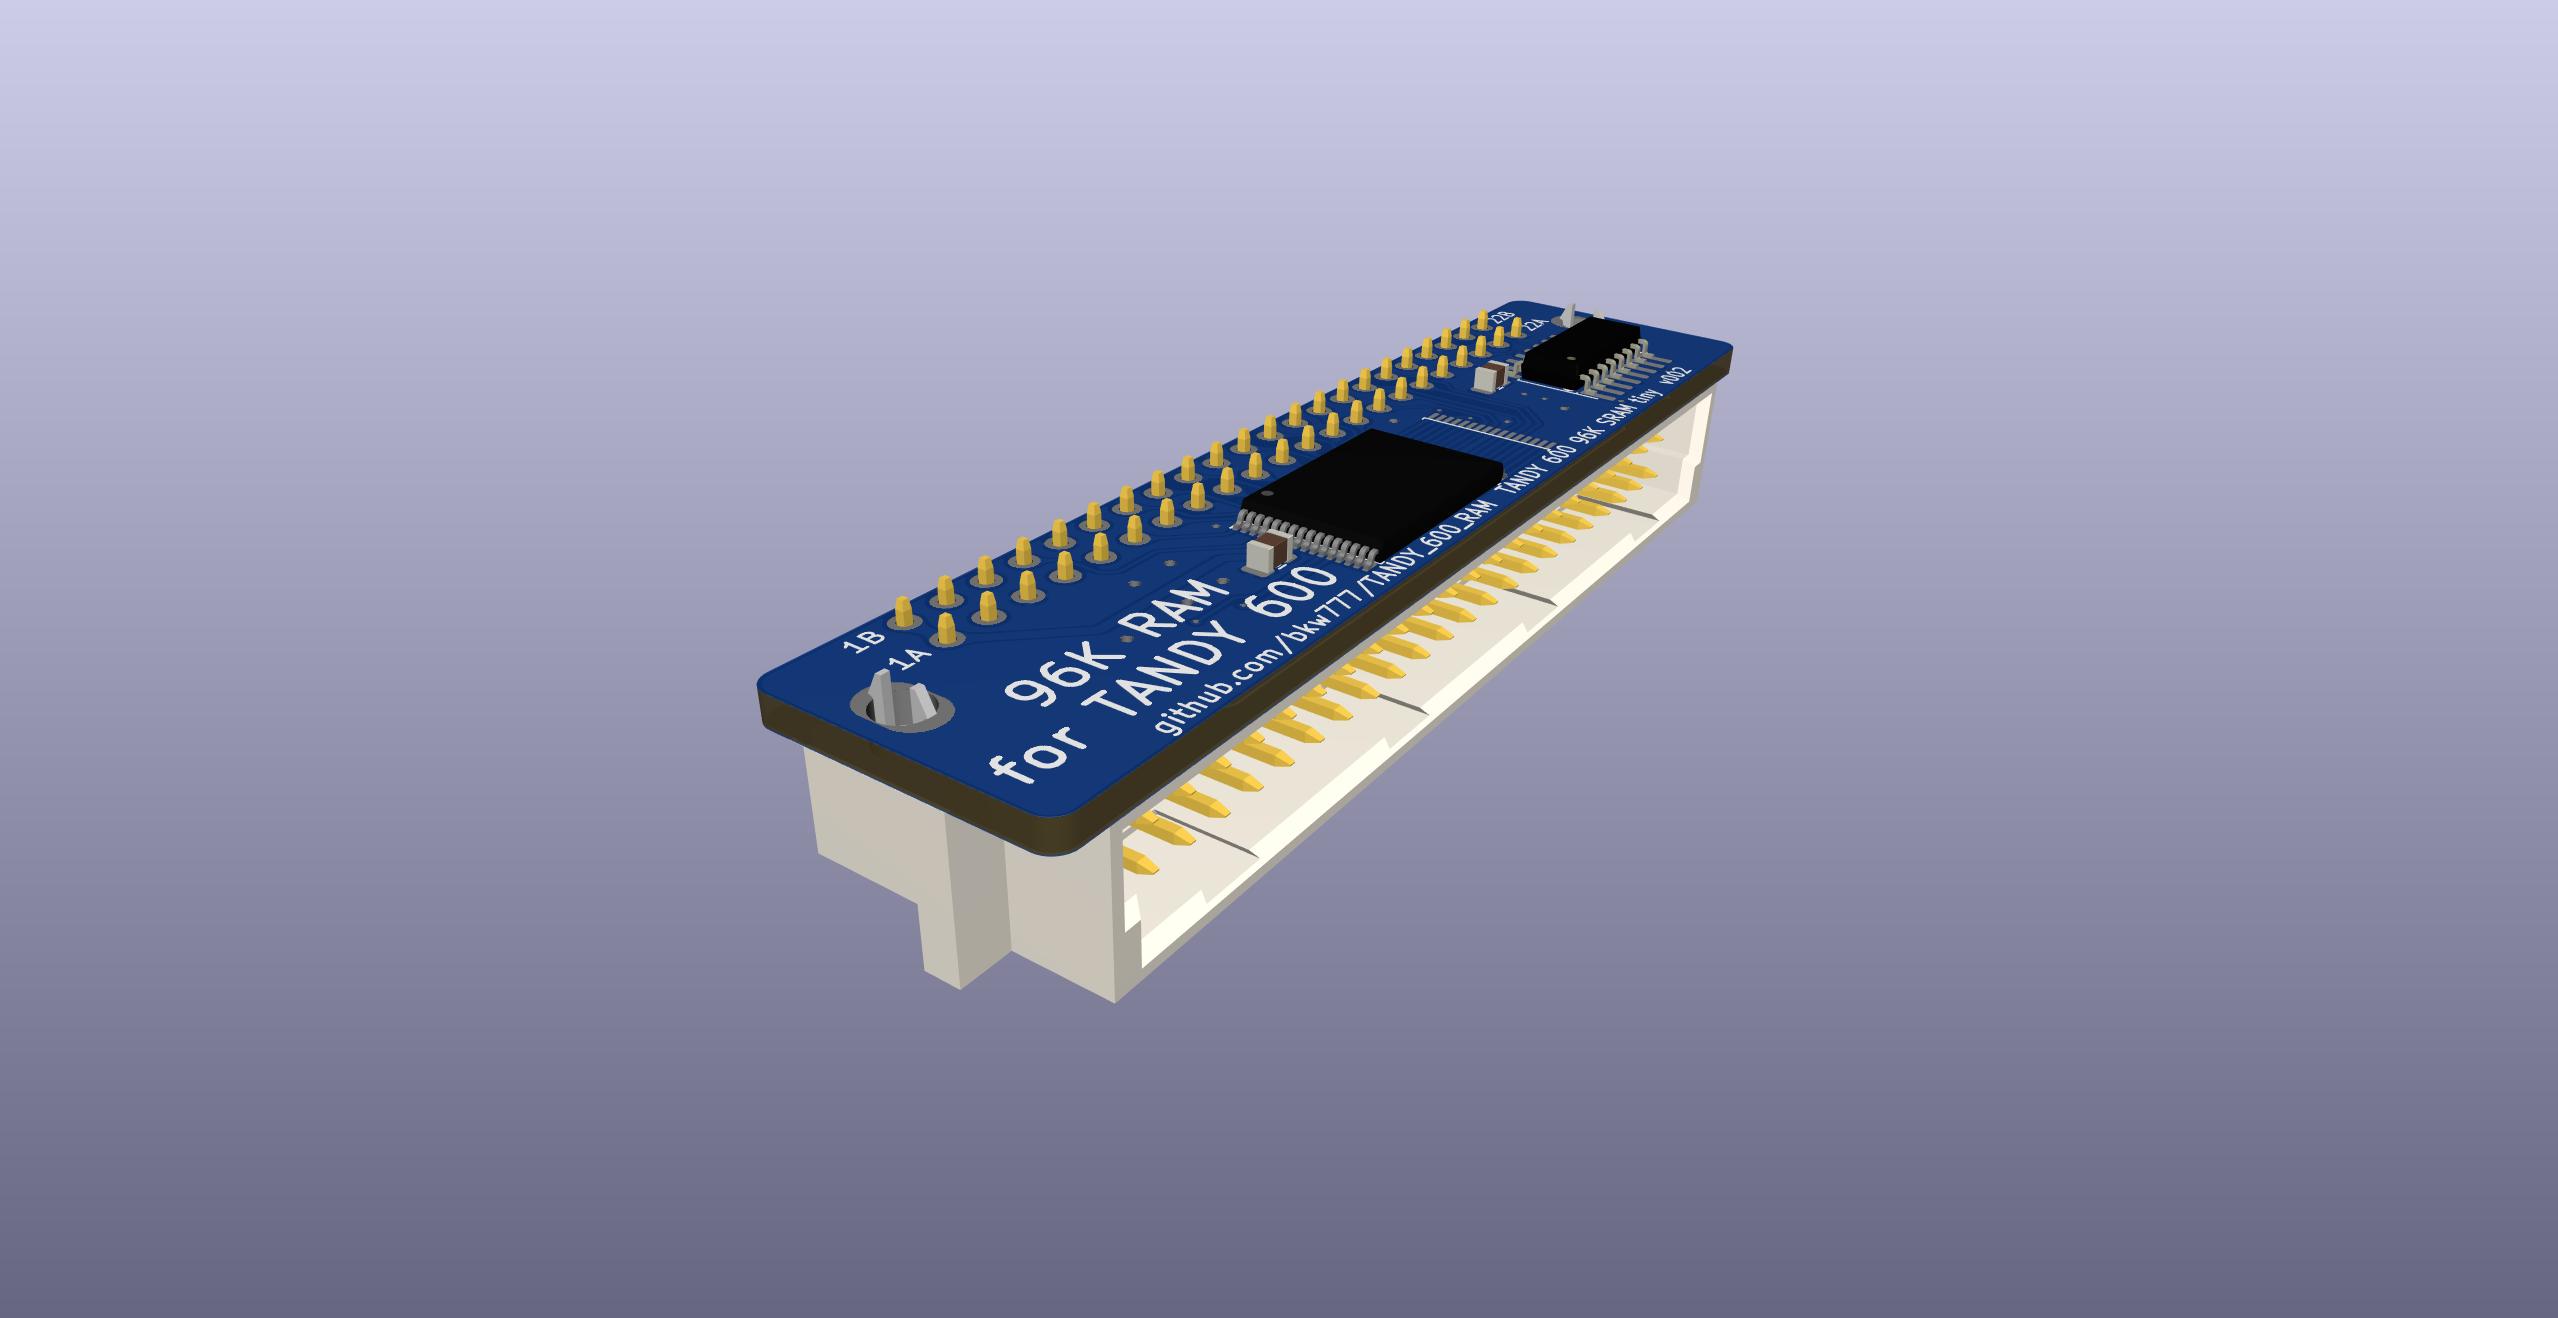 1B
1A
22B
22A
96K RAM
for TANDY 600
github.com/bkw777/TANDY_600_RAM TANDY 600 96K SRAM tiny v002